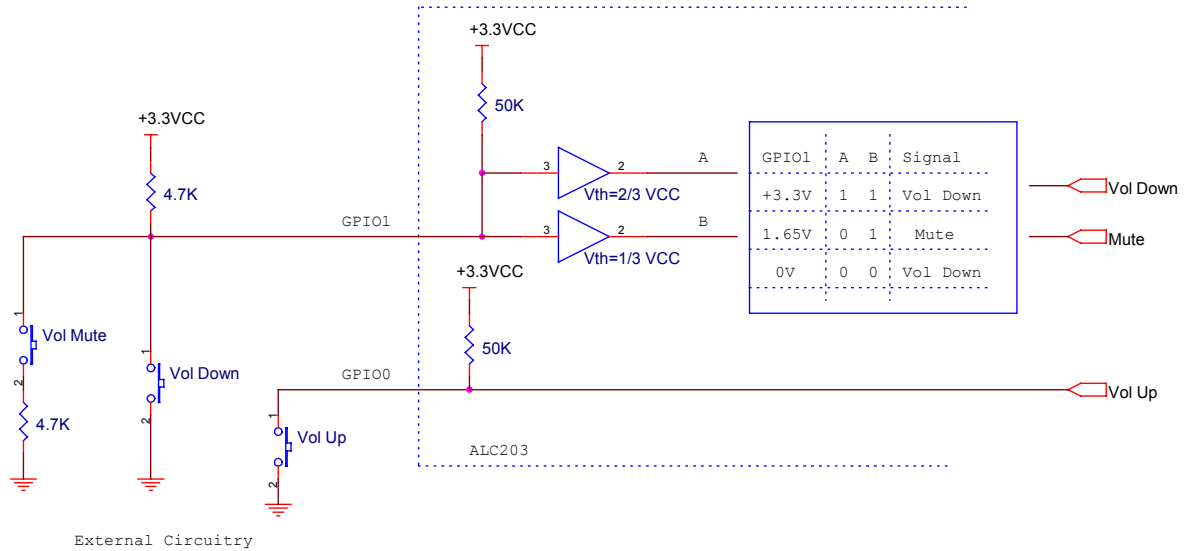 +3.3VCC
50K
+3.3VCC
4.7K
GPIO1
3
2
A
Vth=2/3 VCC
3
2
B
Vth=1/3 VCC
GPIO1 A B Signal
+3.3V 1 1 Vol Down
1.65V 0 1 Mute
0V 0 0 Vol Down
Vol Down
Mute
+3.3VCC
50K
1
Vol Mute
2
4.7K
1
Vol Down
2
GPIO0
Vol Up
1
Vol Up
2
ALC203
External Circuitry